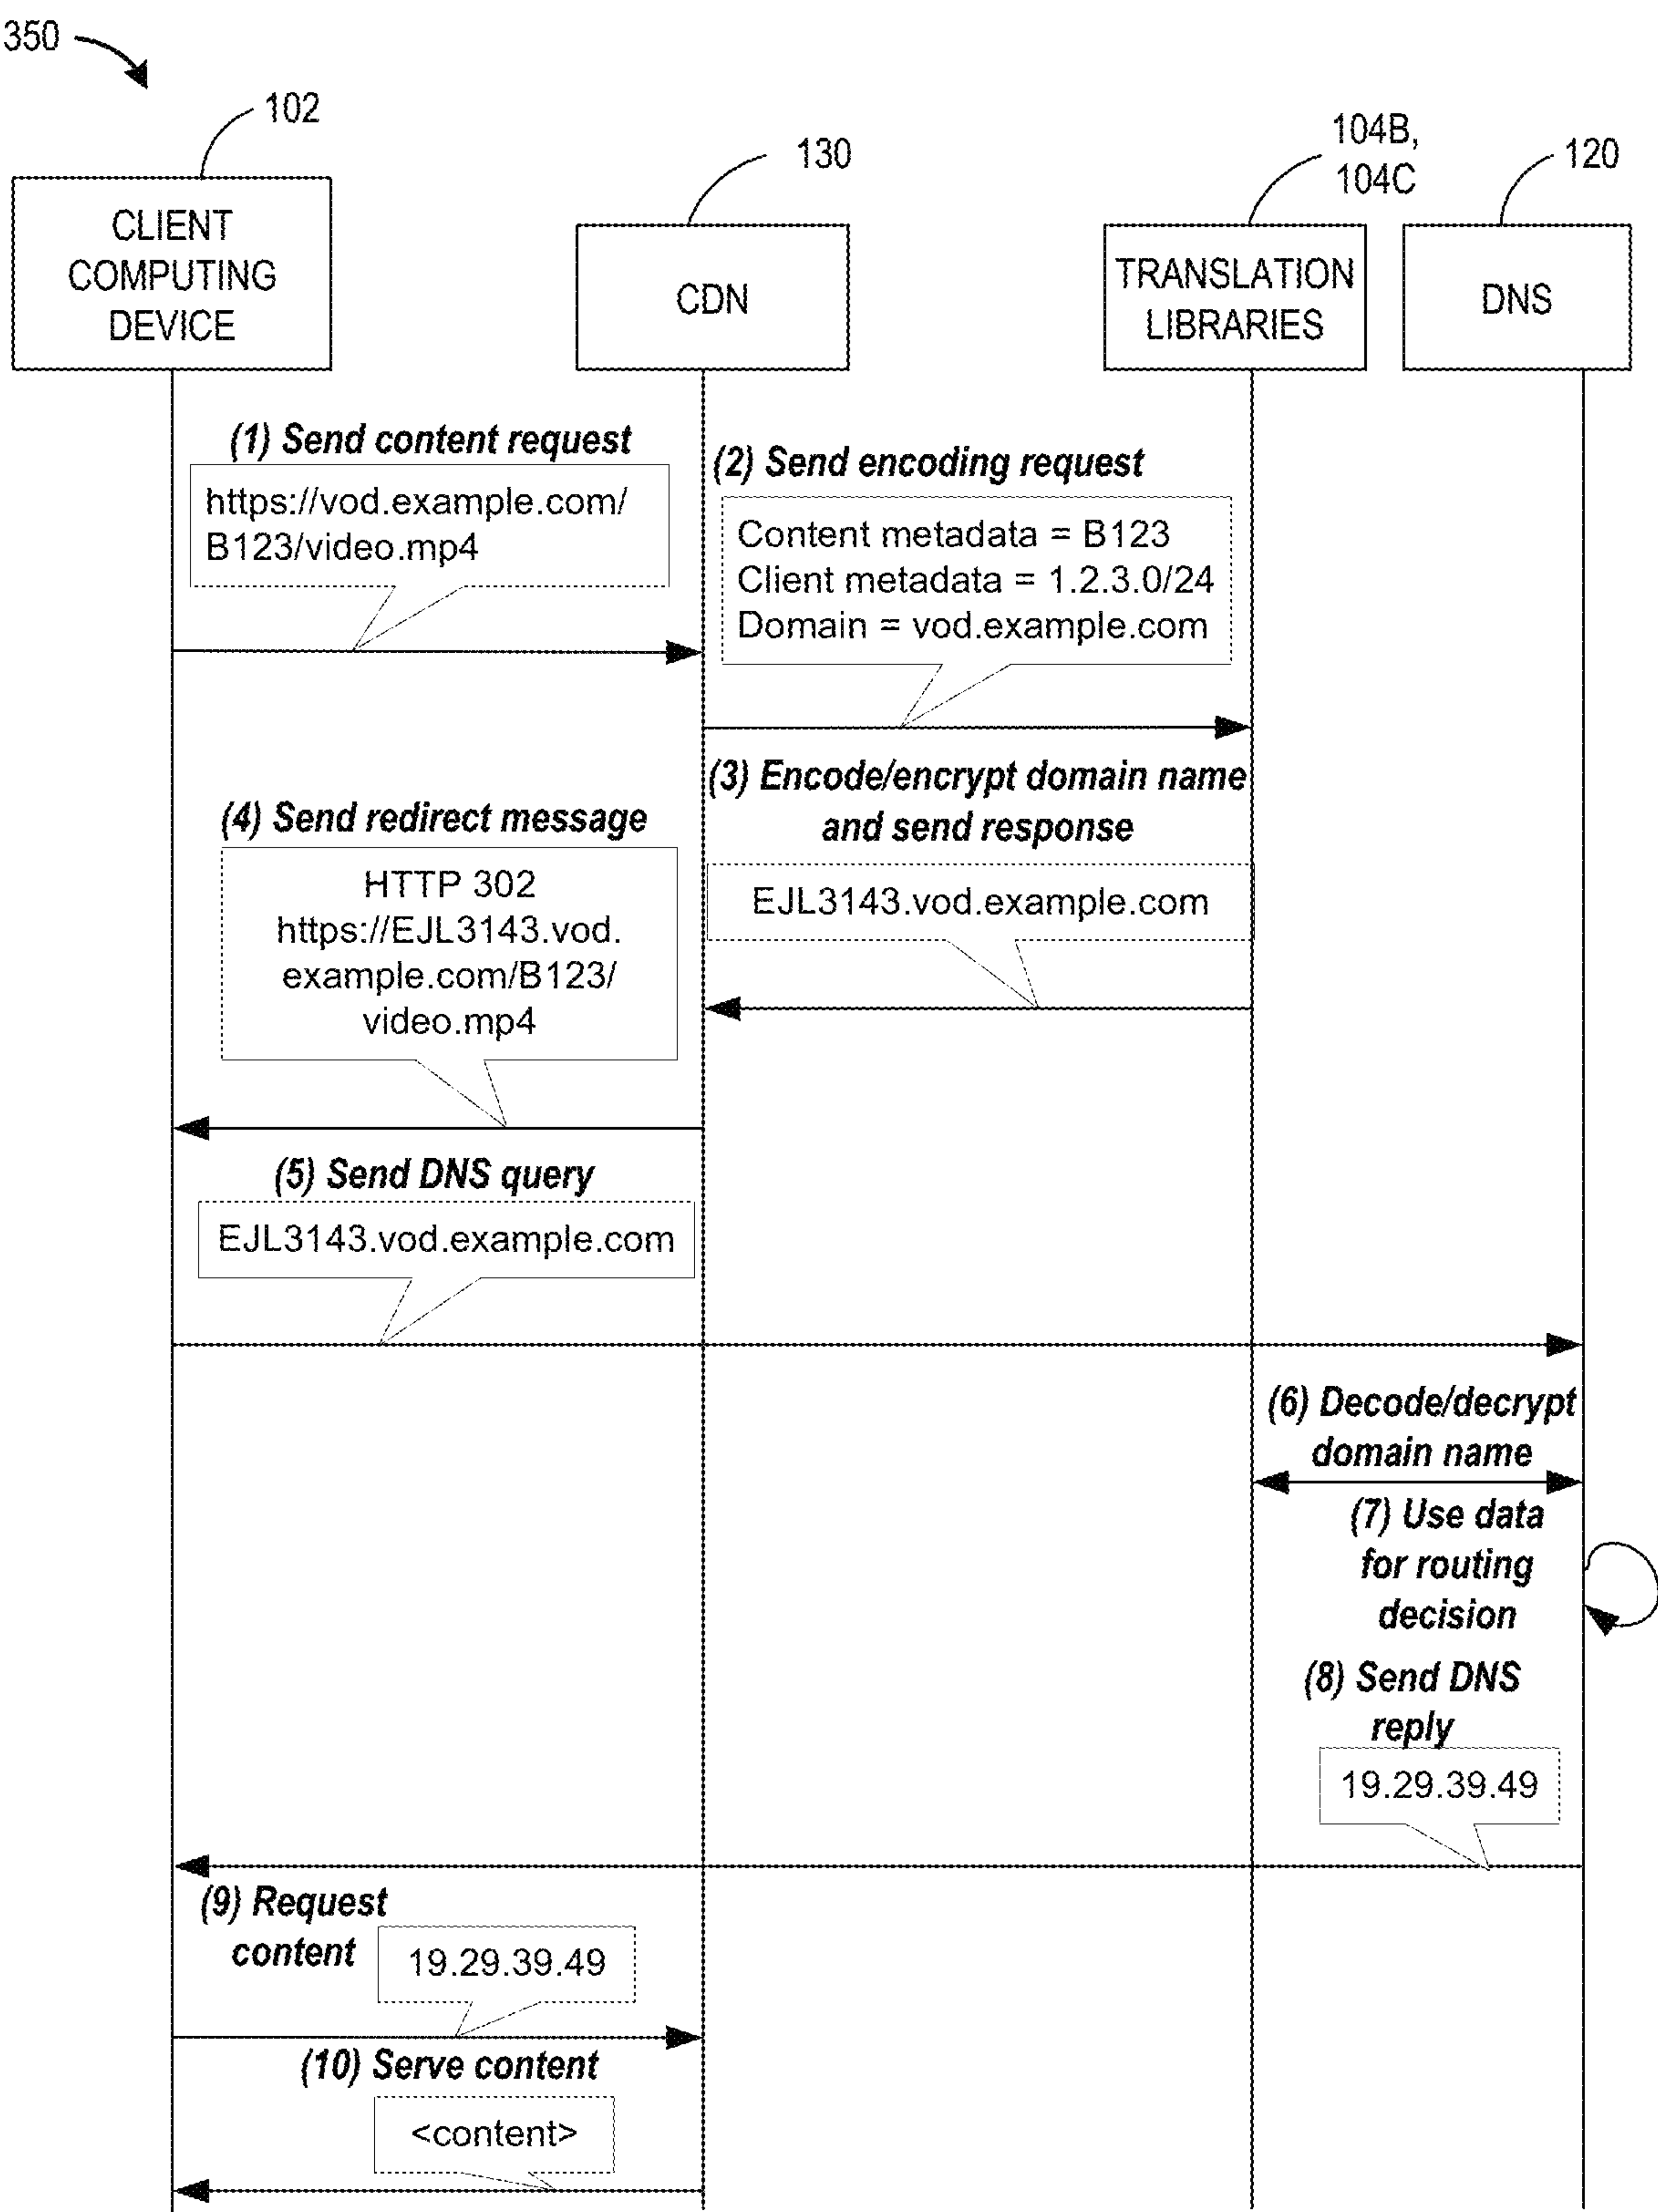 350
102
130
104B,
104C
120
CLIENT
COMPUTING
DEVICE
CDN
TRANSLATION
LIBRARIES
DNS
(1) Send content request
https://vod.example.com/
B123/video.mp4
(2) Send encoding request
Content metadata = B123
Client metadata = 1.2.3.0/24
Domain = vod.example.com
(3) Encode/encrypt domain name
and send response
EJL3143.vod.example.com
(4) Send redirect message
HTTP 302
https://EJL3143.vod.
example.com/B123/
video.mp4
(5) Send DNS query
EJL3143.vod.example.com
(6) Decode/decrypt
domain name
(7) Use data
for routing
decision
(8) Send DNS
reply
19.29.39.49
(9) Request
content
19.29.39.49
(10) Serve content
<content>